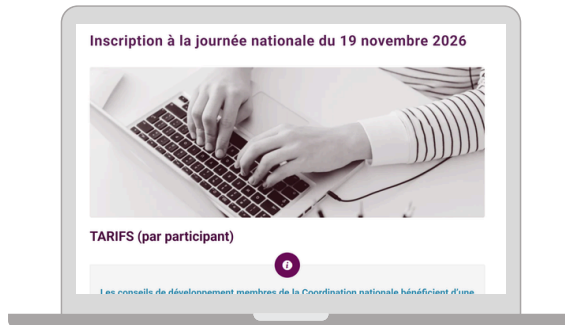 Inscription à la journée nationale du 19 novembre 2026
TARIFS (par participant)
Les conseils de développement membres de la Coordination nationale bénéficient d'une